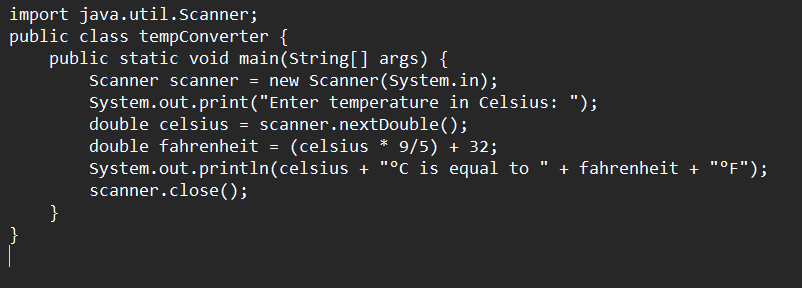 import java.util.Scanner;
public class tempConverter {
    public static void main(String[] args) {
        Scanner scanner = new Scanner(System.in);
        System.out.print("Enter temperature in Celsius: ");
        double celsius = scanner.nextDouble();
        double fahrenheit = (celsius * 9/5) + 32;
        System.out.println(celsius + "°C is equal to " + fahrenheit + "°F");
        scanner.close();
    }
}